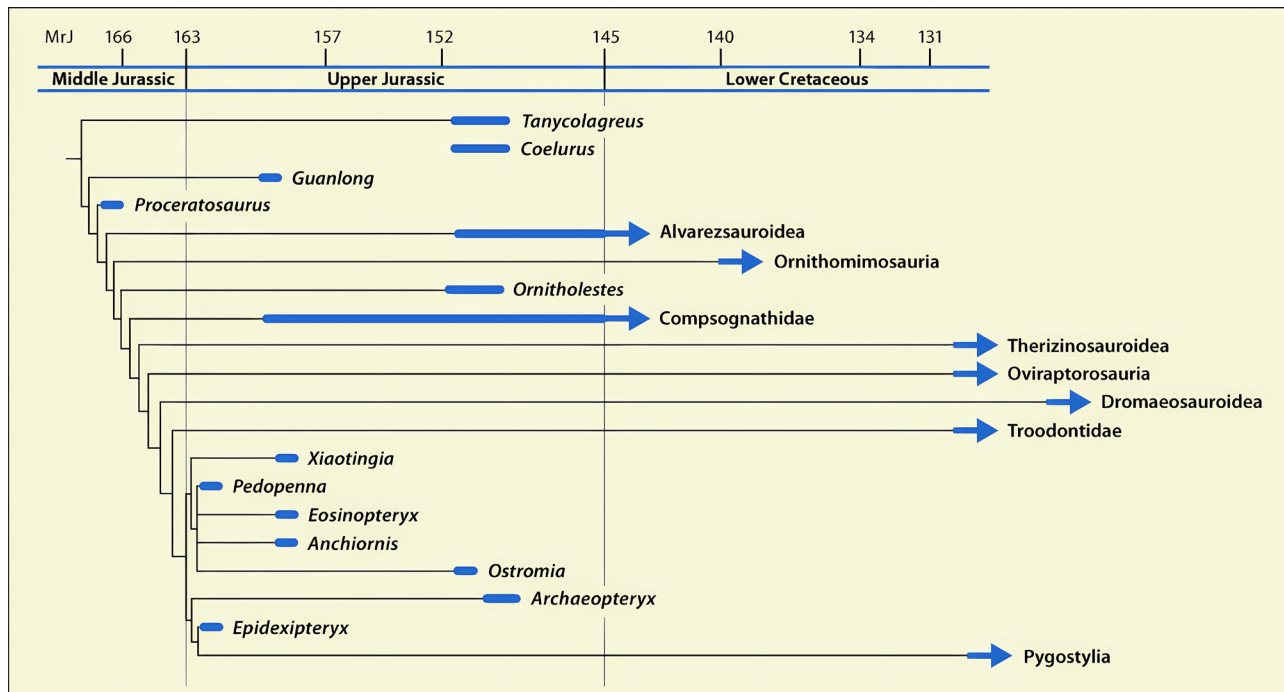 MrJ 166 163 157 152 145 140 134 131
Middle Jurassic Upper Jurassic Lower Cretaceous
Tanycolagreus
Coelurus
Guanlong
Proceratosaurus
Alvarezsauroidea
Ornithomimosauria
Ornitholestes
Compsognathidae
Therizinosauroidea
Oviraptorosauria
Dromaeosauroidea
Troodontidae
Xiaotingia
Pedopenna
Eosinopteryx
Anchiornis
Ostromia
Archaeopteryx
Epidexipteryx
Pygostylia